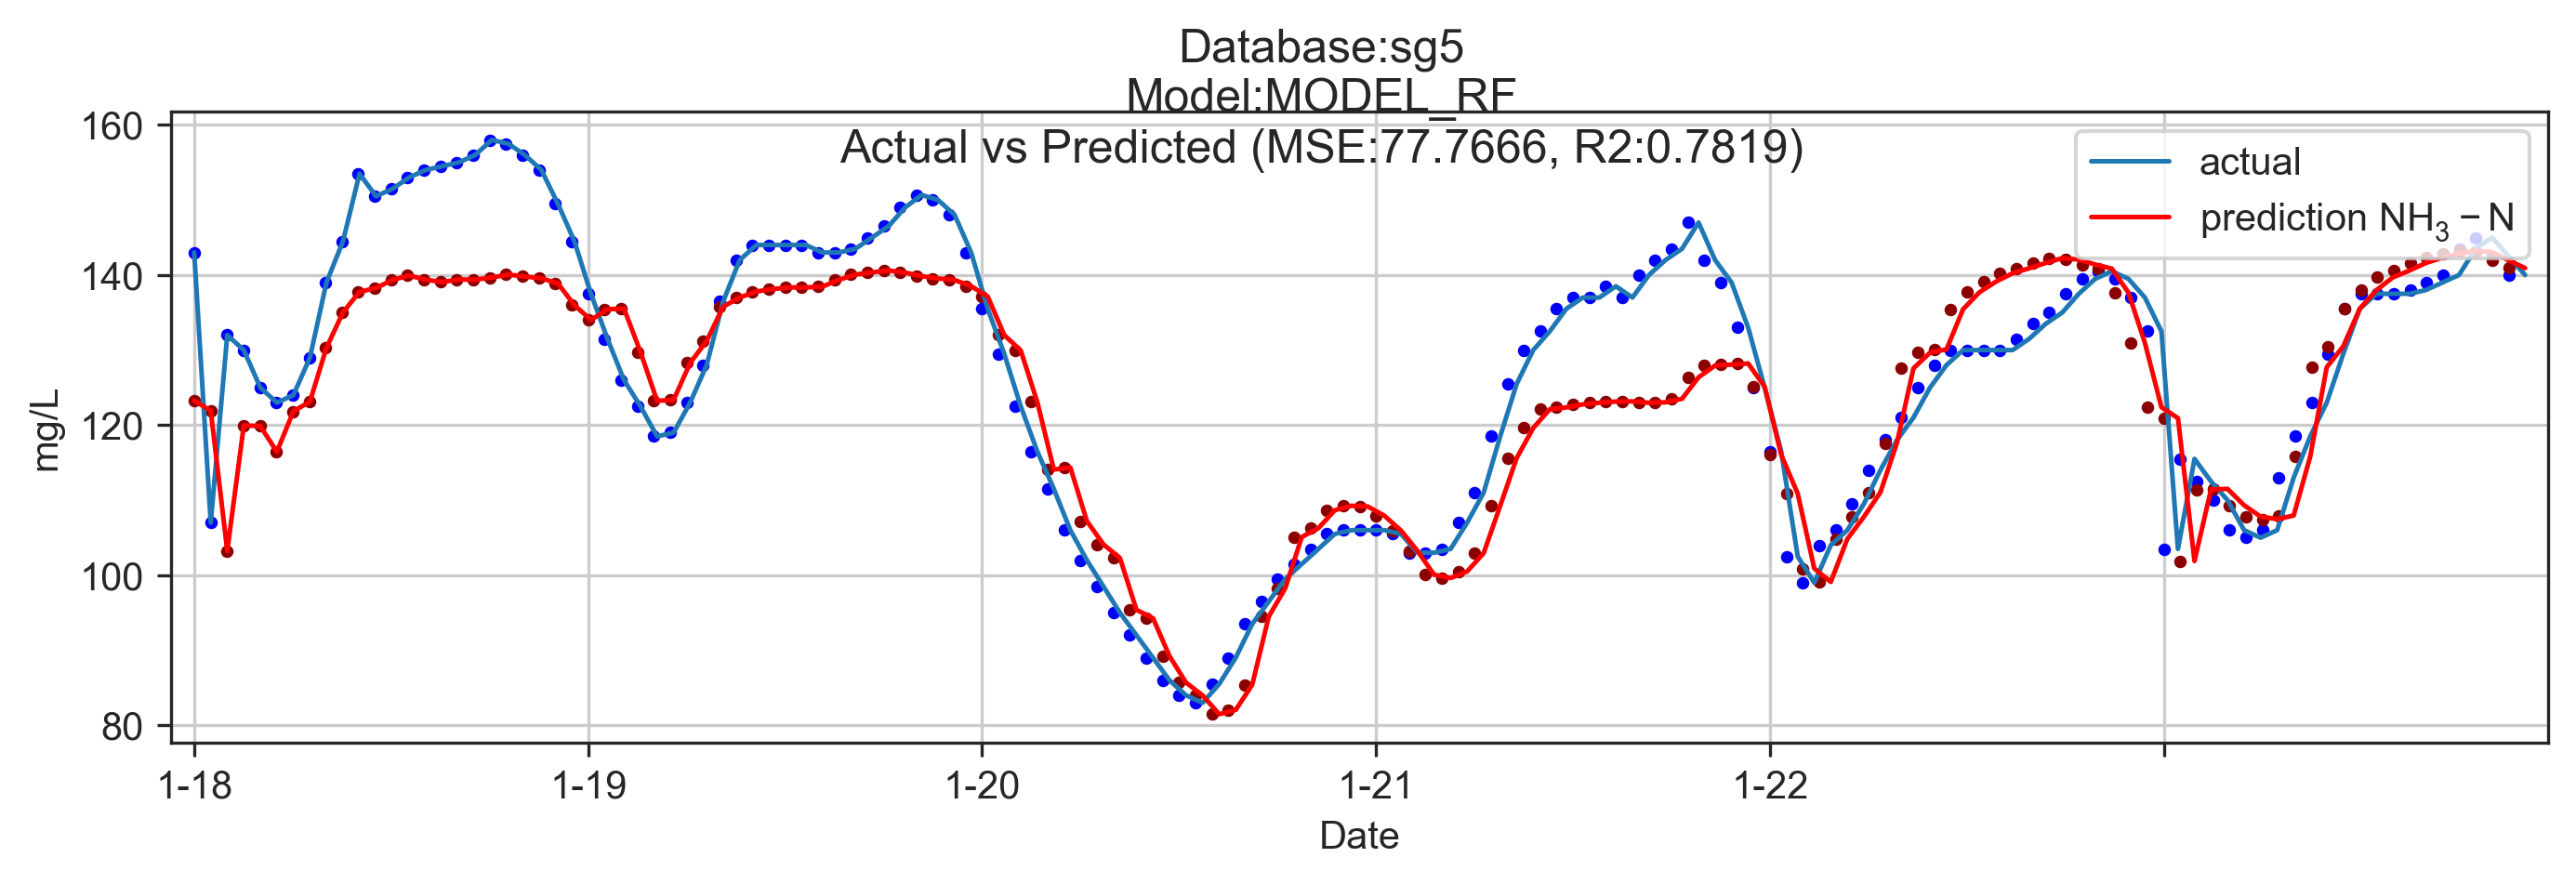 Database:sg5
Model:MODEL_RF
Actual vs Predicted (MSE:77.7666, R2:0.7819)
actual
prediction NH₃ − N
160
140
120
100
80
mg/L
1-18 1-19 1-20 1-21 1-22
Date